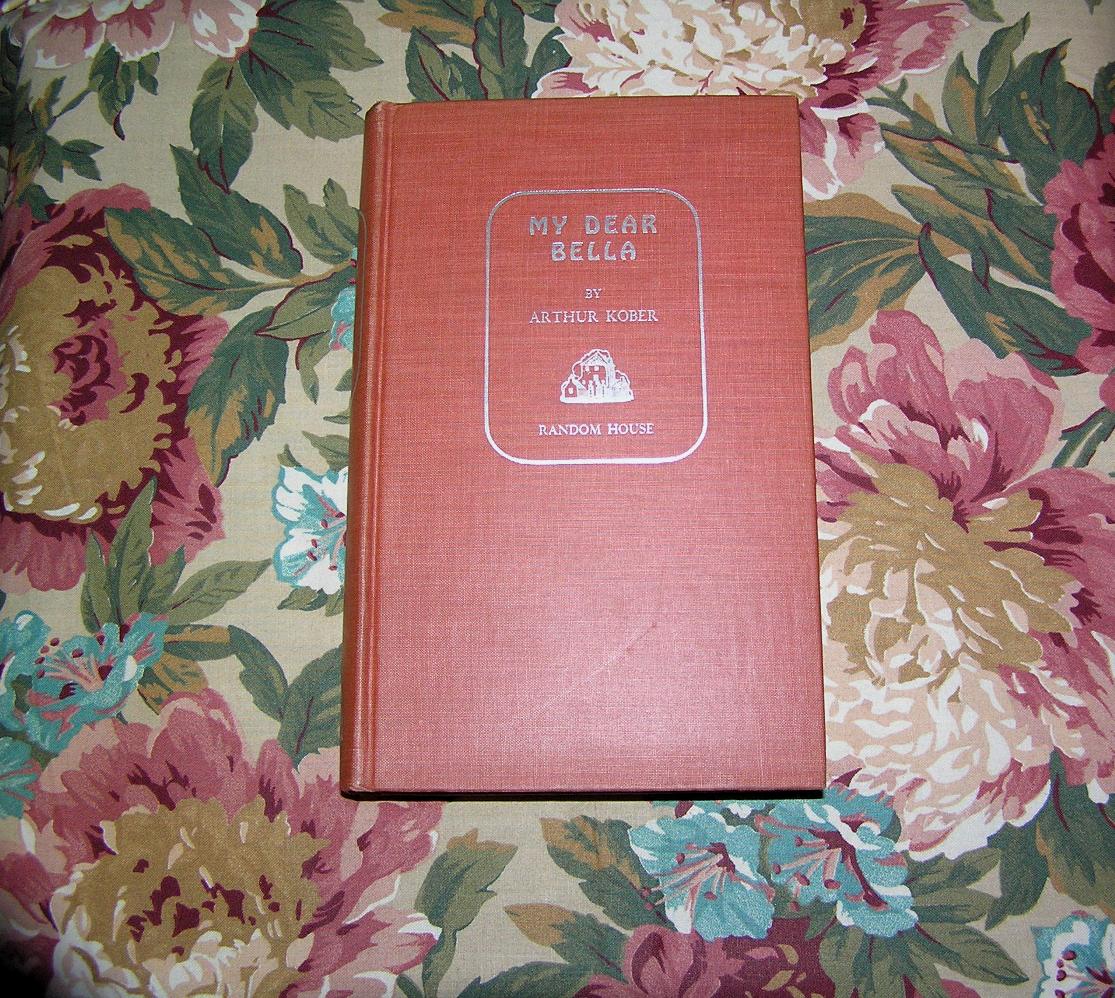 MY DEAR
BELLA
BY
ARTHUR KOBER
RANDOM HOUSE